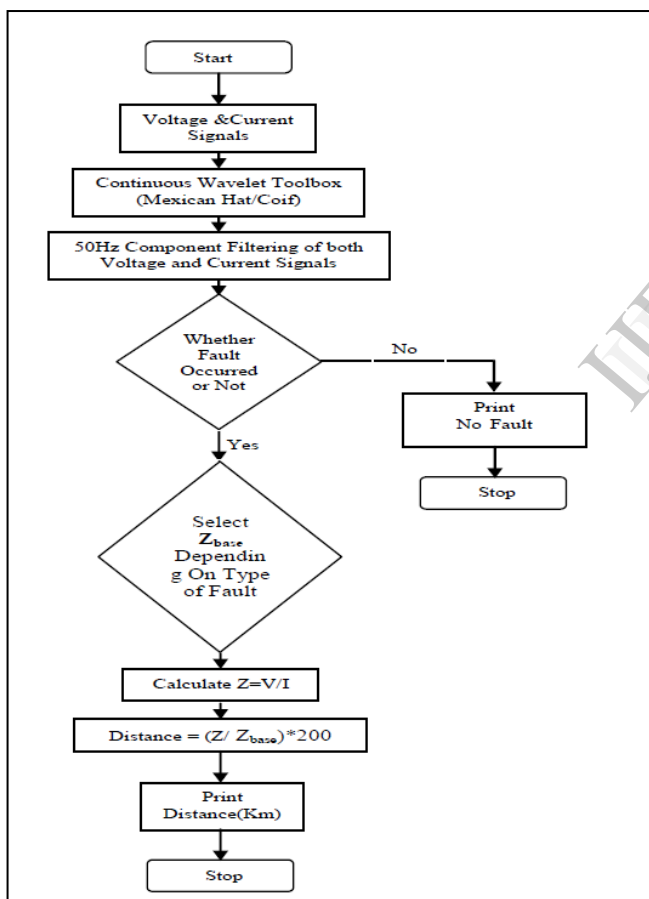 Start
Voltage &Current
Signals
Continuous Wavelet Toolbox
(Mexican Hat/Coif)
50Hz Component Filtering of both
Voltage and Current Signals
Whether
Fault
Occurred
or Not
No
Print
No Fault
Stop
Yes
Select
Zbase
Dependin
g On Type
of Fault
Calculate Z=V/I
Distance = (Z/ Zbase)*200
Print
Distance(Km)
Stop